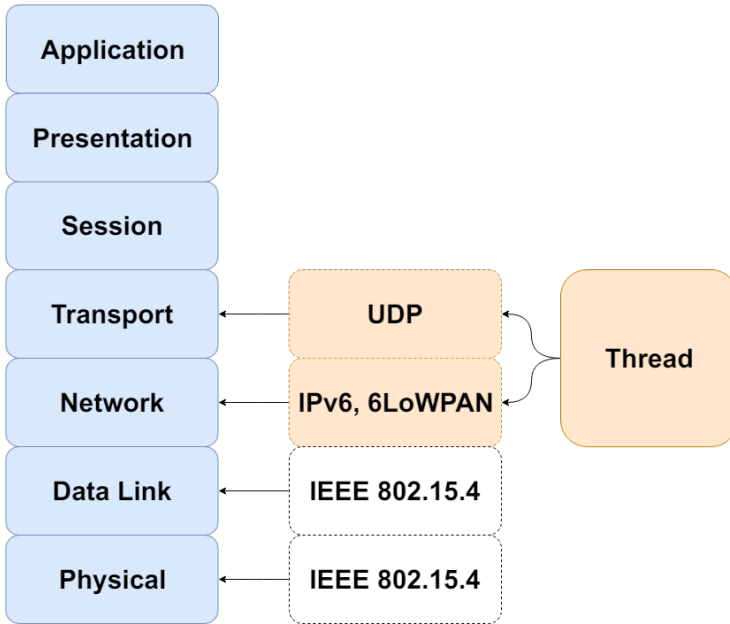 Application
Presentation
Session
Transport
UDP
Thread
Network
IPv6, 6LoWPAN
Data Link
IEEE 802.15.4
Physical
IEEE 802.15.4